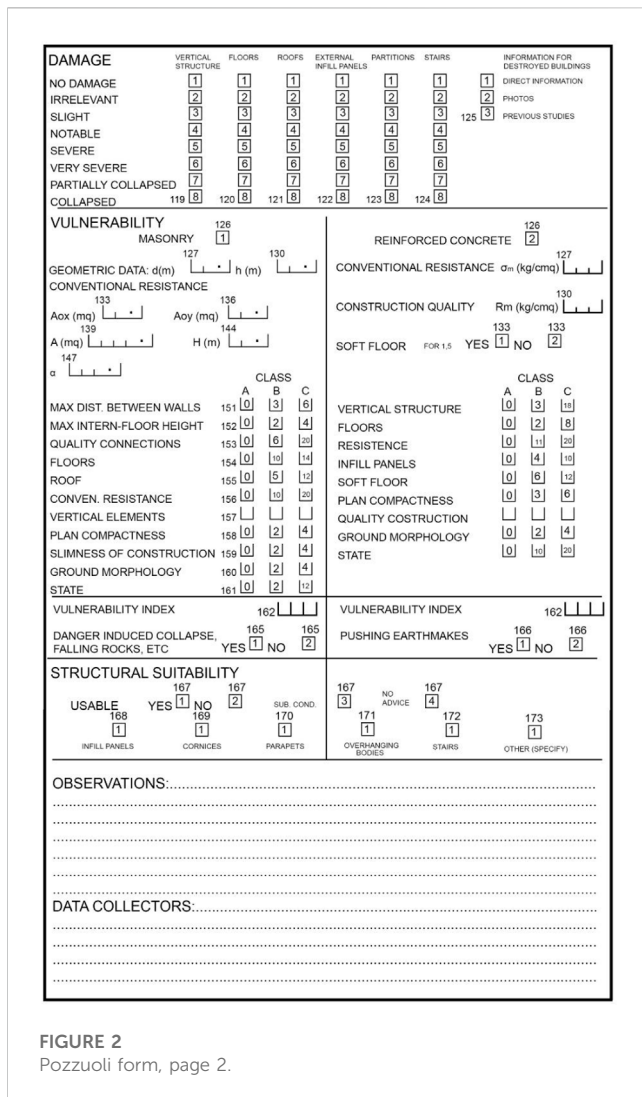 DAMAGE VERTICAL STRUCTURE FLOORS ROOFS EXTERNAL INFILL PANELS PARTITIONS STAIRS INFORMATION FOR DESTROYED BUILDINGS
NO DAMAGE 1 1 1 1 1 1 1 DIRECT INFORMATION
IRRELEVANT 2 2 2 2 2 2 2 PHOTOS
SLIGHT 3 3 3 3 3 3 125 3 PREVIOUS STUDIES
NOTABLE 4 4 4 4 4 4
SEVERE 5 5 5 5 5 5
VERY SEVERE 6 6 6 6 6 6
PARTIALLY COLLAPSED 7 7 7 7 7 7
COLLAPSED 119 8 120 8 121 8 122 8 123 8 124 8
VULNERABILITY 126
MASONRY 1
127 130
GEOMETRIC DATA: d(m) h (m)
CONVENTIONAL RESISTANCE
133 136
Aox (mq) Aoy (mq)
139 144
A (mq) H (m)
147
α
CLASS
A B C
MAX DIST. BETWEEN WALLS 151 0 3 6
MAX INTERN-FLOOR HEIGHT 152 0 2 4
QUALITY CONNECTIONS 153 0 6 20
FLOORS 154 0 10 14
ROOF 155 0 5 12
CONVEN. RESISTANCE 156 0 10 20
VERTICAL ELEMENTS 157
PLAN COMPACTNESS 158 0 2 4
SLIMNESS OF CONSTRUCTION 159 0 2 4
GROUND MORPHOLOGY 160 0 2 4
STATE 161 0 2 12
126
REINFORCED CONCRETE 2
127
CONVENTIONAL RESISTANCE σm (kg/cmq)
130
CONSTRUCTION QUALITY Rm (kg/cmq)
133 133
SOFT FLOOR FOR 1,5 YES 1 NO 2
CLASS
A B C
VERTICAL STRUCTURE 0 3 18
FLOORS 0 2 8
RESISTENCE 0 11 20
INFILL PANELS 0 4 10
SOFT FLOOR 0 6 12
PLAN COMPACTNESS 0 3 6
QUALITY COSTRUCTION
GROUND MORPHOLOGY 0 2 4
STATE 0 10 20
VULNERABILITY INDEX 162
165 165
DANGER INDUCED COLLAPSE,
FALLING ROCKS, ETC YES 1 NO 2
VULNERABILITY INDEX 162
166 166
PUSHING EARTHMAKES YES 1 NO 2
STRUCTURAL SUITABILITY
167 167 167 167
USABLE YES 1 NO 2 SUB. COND. 3 NO ADVICE 4
168 169 170 171 172 173
1 1 1 1 1 1
INFILL PANELS CORNICES PARAPETS OVERHANGING BODIES STAIRS OTHER (SPECIFY)
OBSERVATIONS:
DATA COLLECTORS:
FIGURE 2
Pozzuoli form, page 2.